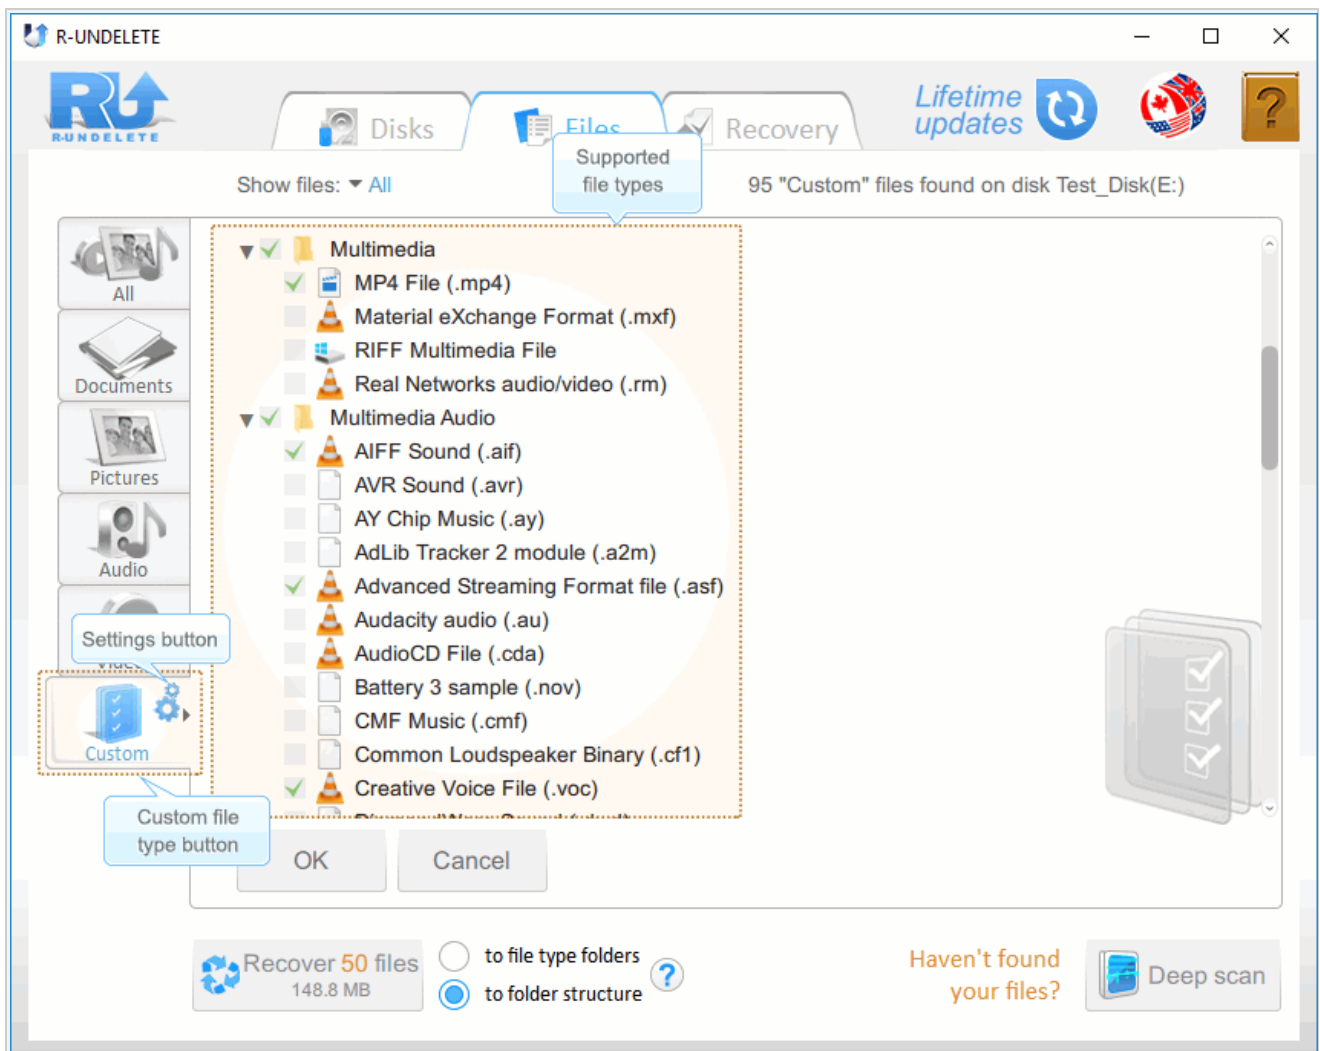 R-UNDELETE
R-UNDELETE
Disks
Files
Recovery
Lifetime
updates
Supported
file types
Show files: All
95 "Custom" files found on disk Test_Disk(E:)
All
Documents
Pictures
Audio
Settings button
Custom
Custom file
type button
Multimedia
MP4 File (.mp4)
Material eXchange Format (.mxf)
RIFF Multimedia File
Real Networks audio/video (.rm)
Multimedia Audio
AIFF Sound (.aif)
AVR Sound (.avr)
AY Chip Music (.ay)
AdLib Tracker 2 module (.a2m)
Advanced Streaming Format file (.asf)
Audacity audio (.au)
AudioCD File (.cda)
Battery 3 sample (.nov)
CMF Music (.cmf)
Common Loudspeaker Binary (.cf1)
Creative Voice File (.voc)
OK
Cancel
Recover 50 files
148.8 MB
to file type folders
to folder structure
?
Haven't found
your files?
Deep scan